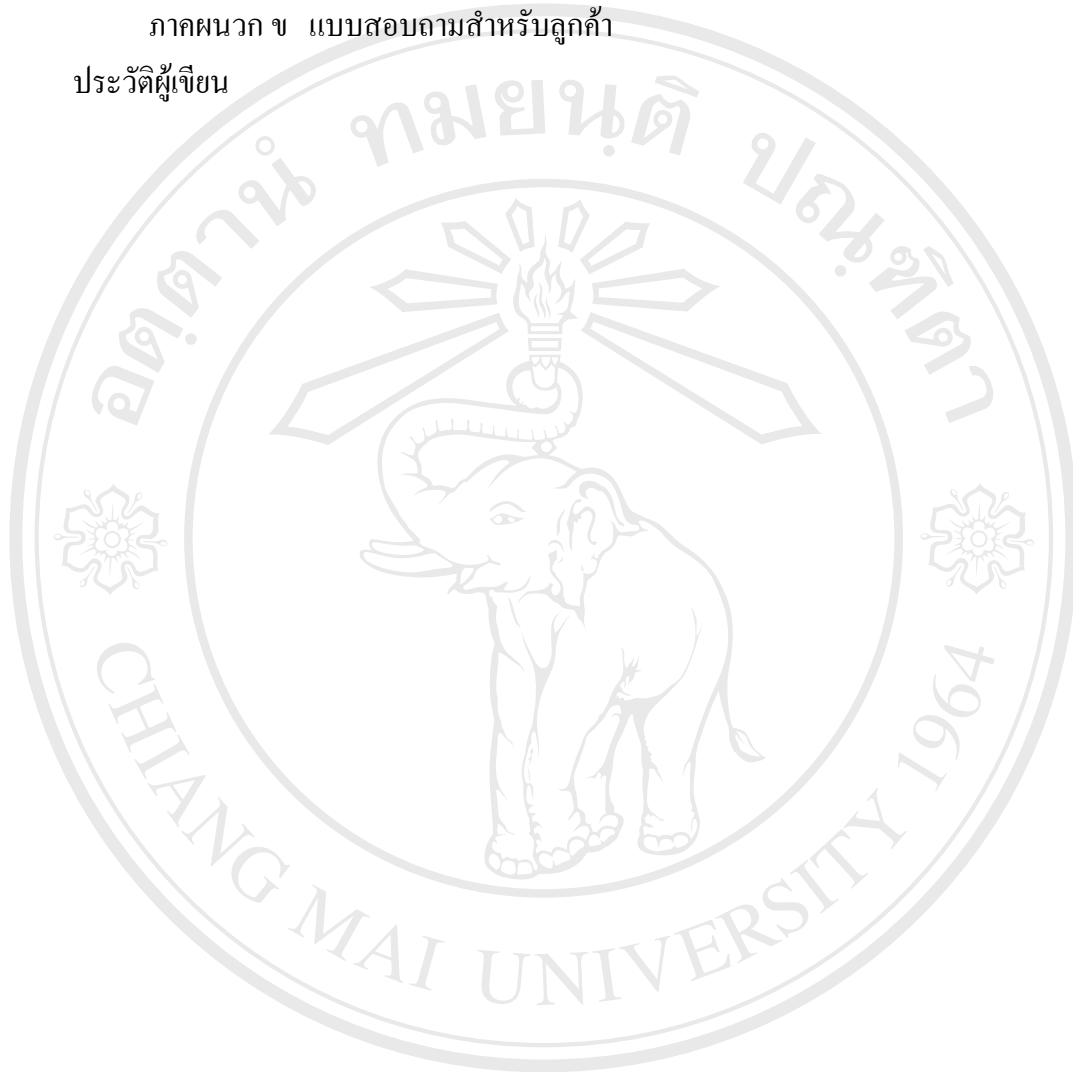 ภาคผนวก ข แบบสอบถามสำหรับลูกค้า
ประวัติผู้เขียน
อตฺตานํ ทมยนฺติ ปณฺฑิตา
CHIANG MAI UNIVERSITY 1964